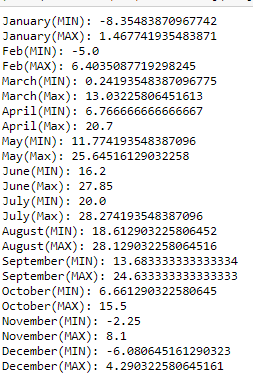 January(MIN): -8.35483870967742
January(MAX): 1.467741935483871
Feb(MIN): -5.0
Feb(MAX): 6.4035087719298245
March(MIN): 0.24193548387096775
March(Max): 13.03225806451613
April(MIN): 6.766666666666667
April(Max): 20.7
May(MIN): 11.774193548387096
May(Max): 25.64516129032258
June(MIN): 16.2
June(MAX): 27.85
July(MIN): 20.0
July(MAX): 28.274193548387096
August(MIN): 18.612903225806452
August(MAX): 28.129032258064516
September(MIN): 13.683333333333334
September(MAX): 24.633333333333333
October(MIN): 6.661290322580645
October(MAX): 15.5
November(MIN): -2.25
November(MAX): 8.1
December(MIN): -6.080645161290323
December(MAX): 4.290322580645161